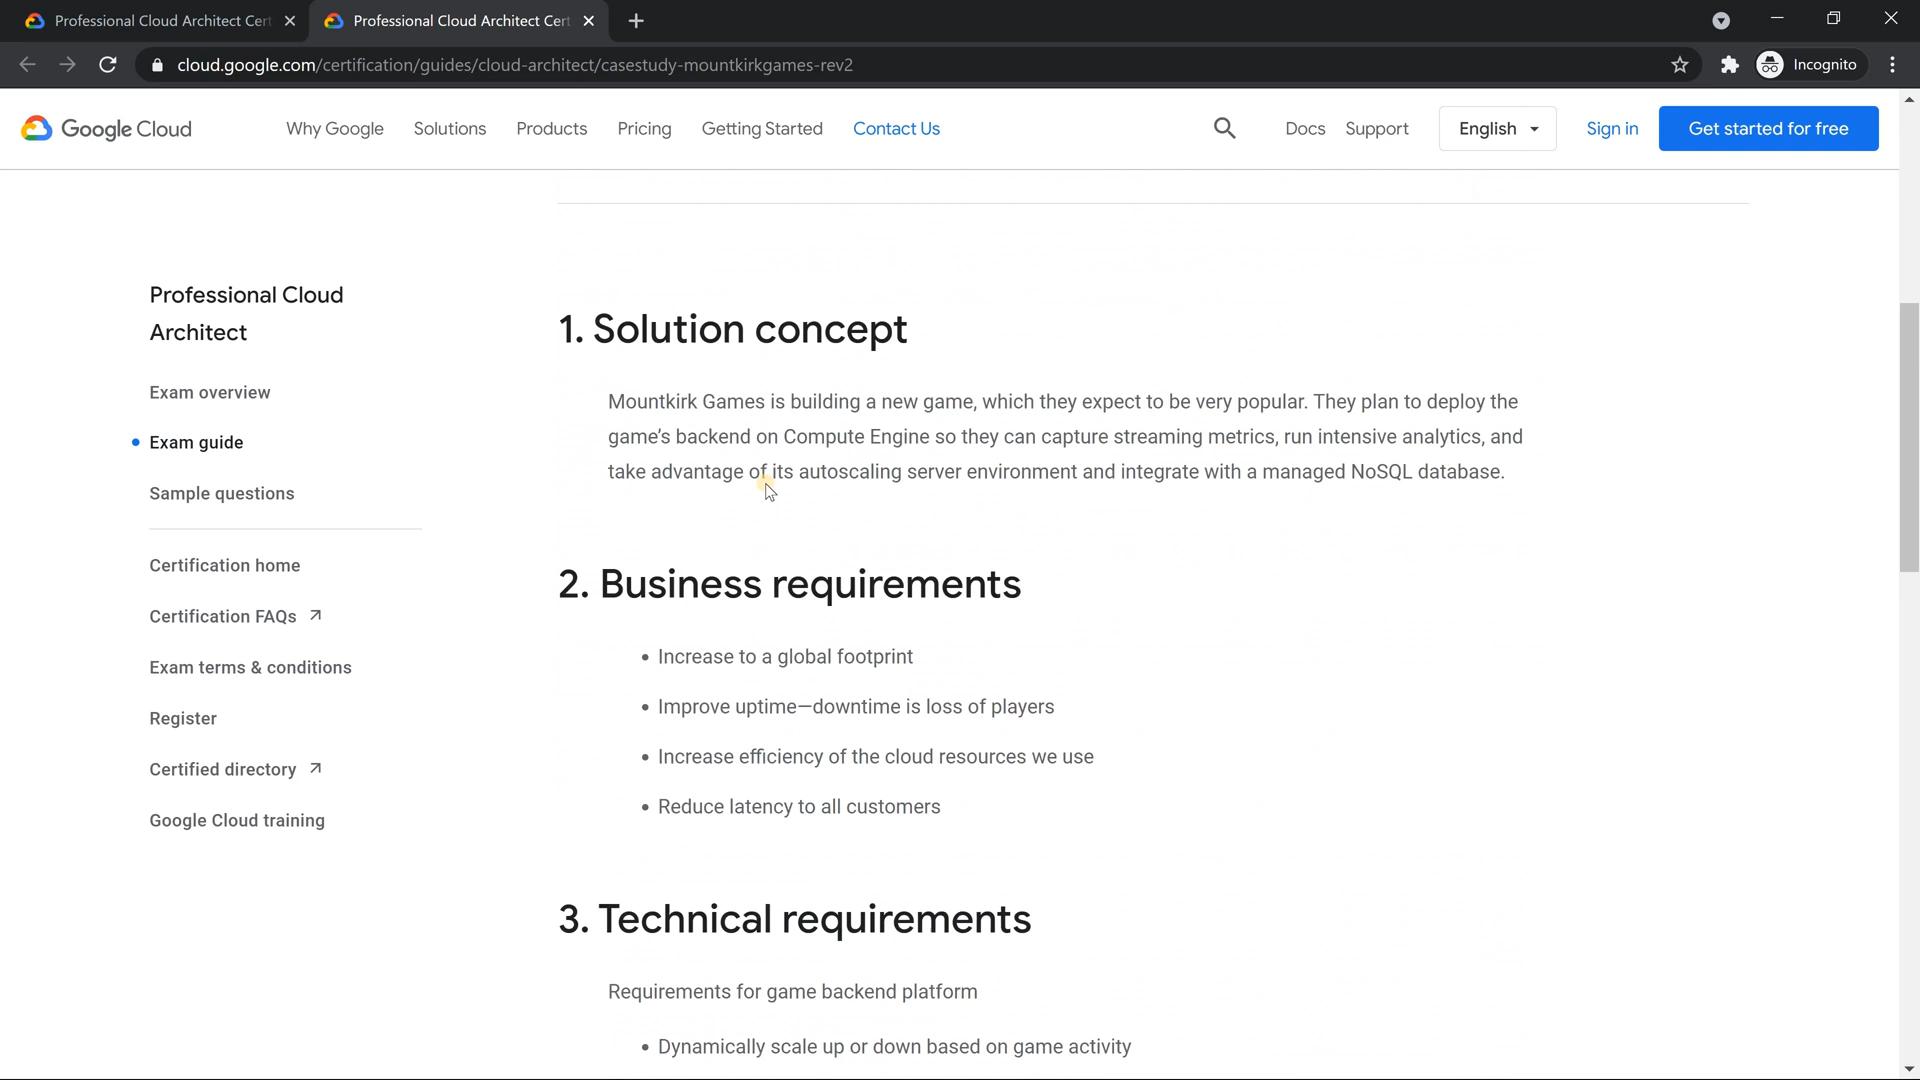 Professional Cloud Architect Cert
Professional Cloud Architect Cert
cloud.google.com/certification/guides/cloud-architect/casestudy-mountkirkgames-rev2
Incognito
Google Cloud
Why Google
Solutions
Products
Pricing
Getting Started
Contact Us
Docs
Support
English
Sign in
Get started for free
Professional Cloud
Architect
Exam overview
Exam guide
Sample questions
Certification home
Certification FAQs
Exam terms & conditions
Register
Certified directory
Google Cloud training
1. Solution concept
Mountkirk Games is building a new game, which they expect to be very popular. They plan to deploy the
game’s backend on Compute Engine so they can capture streaming metrics, run intensive analytics, and
take advantage of its autoscaling server environment and integrate with a managed NoSQL database.
2. Business requirements
• Increase to a global footprint
• Improve uptime—downtime is loss of players
• Increase efficiency of the cloud resources we use
• Reduce latency to all customers
3. Technical requirements
Requirements for game backend platform
• Dynamically scale up or down based on game activity